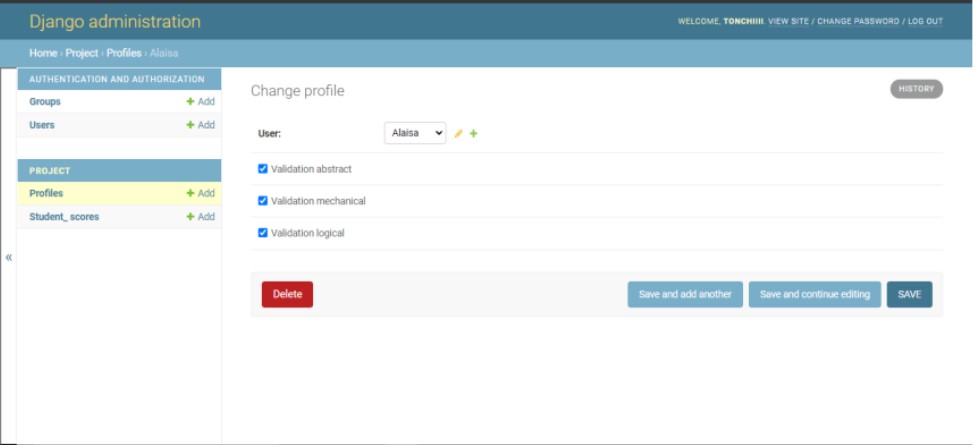 Django administration
WELCOME, TONCHIIII. VIEW SITE / CHANGE PASSWORD / LOG OUT
Home › Project › Profiles › Alaisa
AUTHENTICATION AND AUTHORIZATION
Groups + Add
Users + Add
PROJECT
Profiles + Add
Student_ scores + Add
«
Change profile
HISTORY
User: Alaisa
Validation abstract
Validation mechanical
Validation logical
Delete
Save and add another
Save and continue editing
SAVE